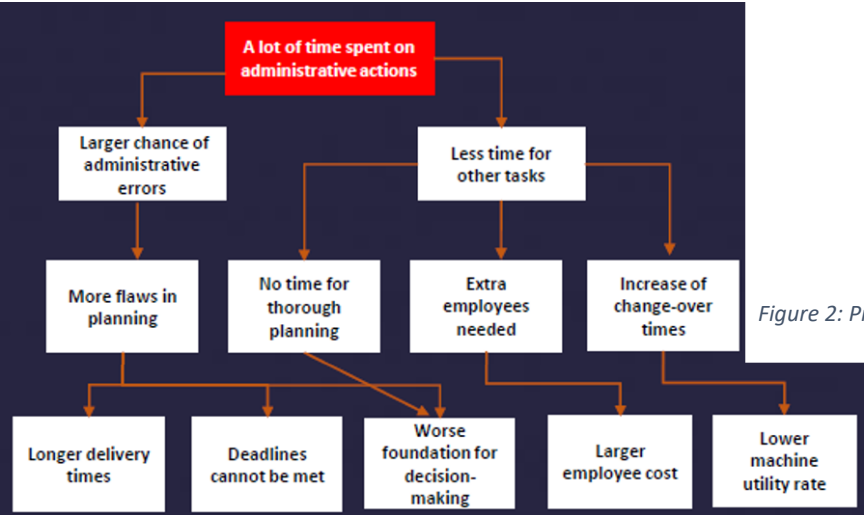 A lot of time spent on
administrative actions
Larger chance of
administrative
errors
Less time for
other tasks
More flaws in
planning
No time for
thorough
planning
Extra
employees
needed
Increase of
change-over
times
Figure 2:
Longer delivery
times
Deadlines
cannot be met
Worse
foundation for
decision-
making
Larger
employee cost
Lower
machine
utility rate